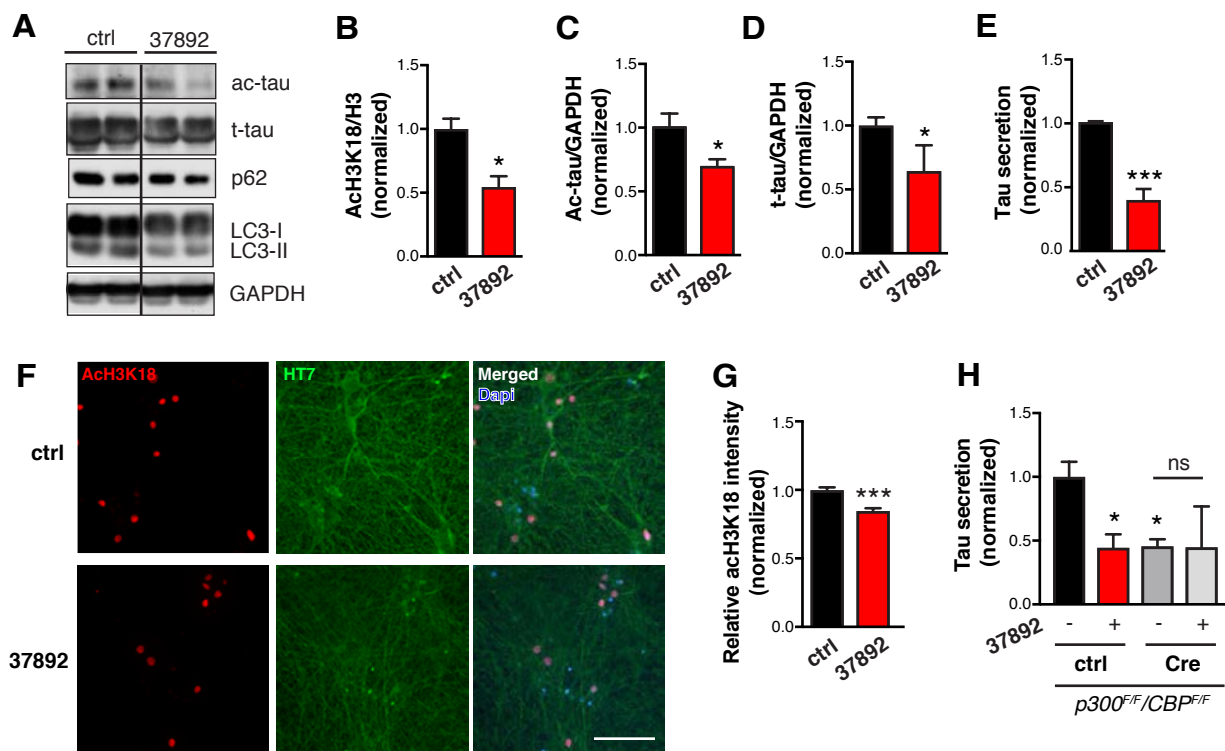 A
ctrl 37892
ac-tau
t-tau
p62
LC3-I
LC3-II
GAPDH
B
AcH3K18/H3
(normalized)
1.5
1.0
0.5
0.0
*
ctrl
37892
C
Ac-tau/GAPDH
(normalized)
1.5
1.0
0.5
0.0
*
ctrl
37892
D
t-tau/GAPDH
(normalized)
1.5
1.0
0.5
0.0
*
ctrl
37892
E
Tau secretion
(normalized)
1.5
1.0
0.5
0.0
***
ctrl
37892
F
AcH3K18
HT7
Merged
Dapi
ctrl
37892
G
Relative acH3K18 intensity
(normalized)
1.5
1.0
0.5
0.0
***
ctrl
37892
H
Tau secretion
(normalized)
1.5
1.0
0.5
0.0
ns
* *
37892 - + - +
ctrl Cre
p300F/F/CBPF/F